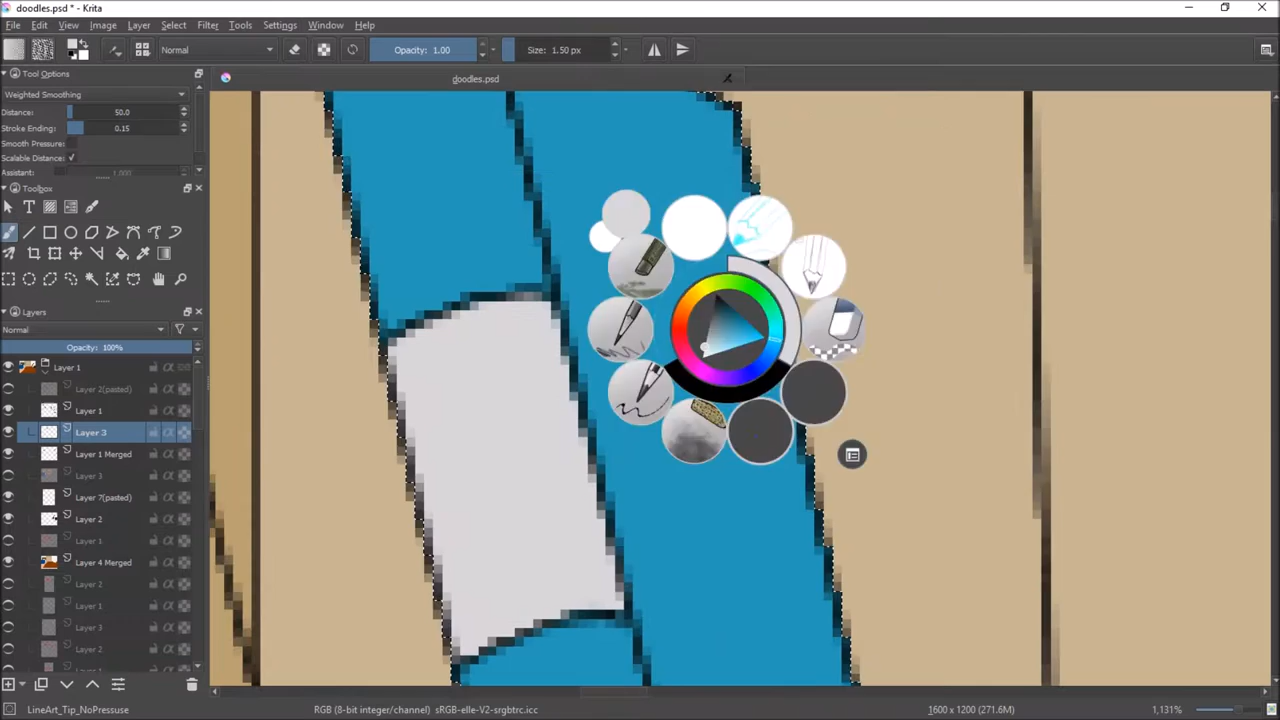 doodles.psd * - Krita
File Edit View Image Layer Select Filter Tools Settings Window Help
Normal Opacity: 1.00 Size: 1.50 px
Tool Options doodles.psd
Weighted Smoothing
Distance: 50.0
Stroke Ending: 0.15
Smooth Pressure:
Scalable Distance: ✓
Assistant: 1.000
Toolbox
Layers
Normal
Opacity: 100%
Layer 1
Layer 2(pasted)
Layer 1
Layer 3
Layer 1 Merged
Layer 3
Layer 7(pasted)
Layer 2
Layer 1
Layer 4 Merged
Layer 2
Layer 1
Layer 3
Layer 2
LineArt_Tip_NoPressuse RGB (8-bit integer/channel) sRGB-elle-V2-srgbtrc.icc 1600 x 1200 (271.6M) 1,131%